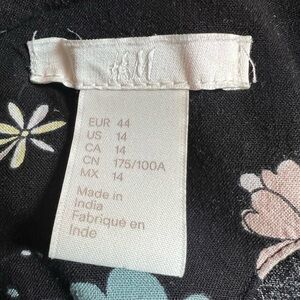 H&M
EUR 44
US 14
CA 14
CN 175/100A
MX 14
Made in
India
Fabriqué en
Inde